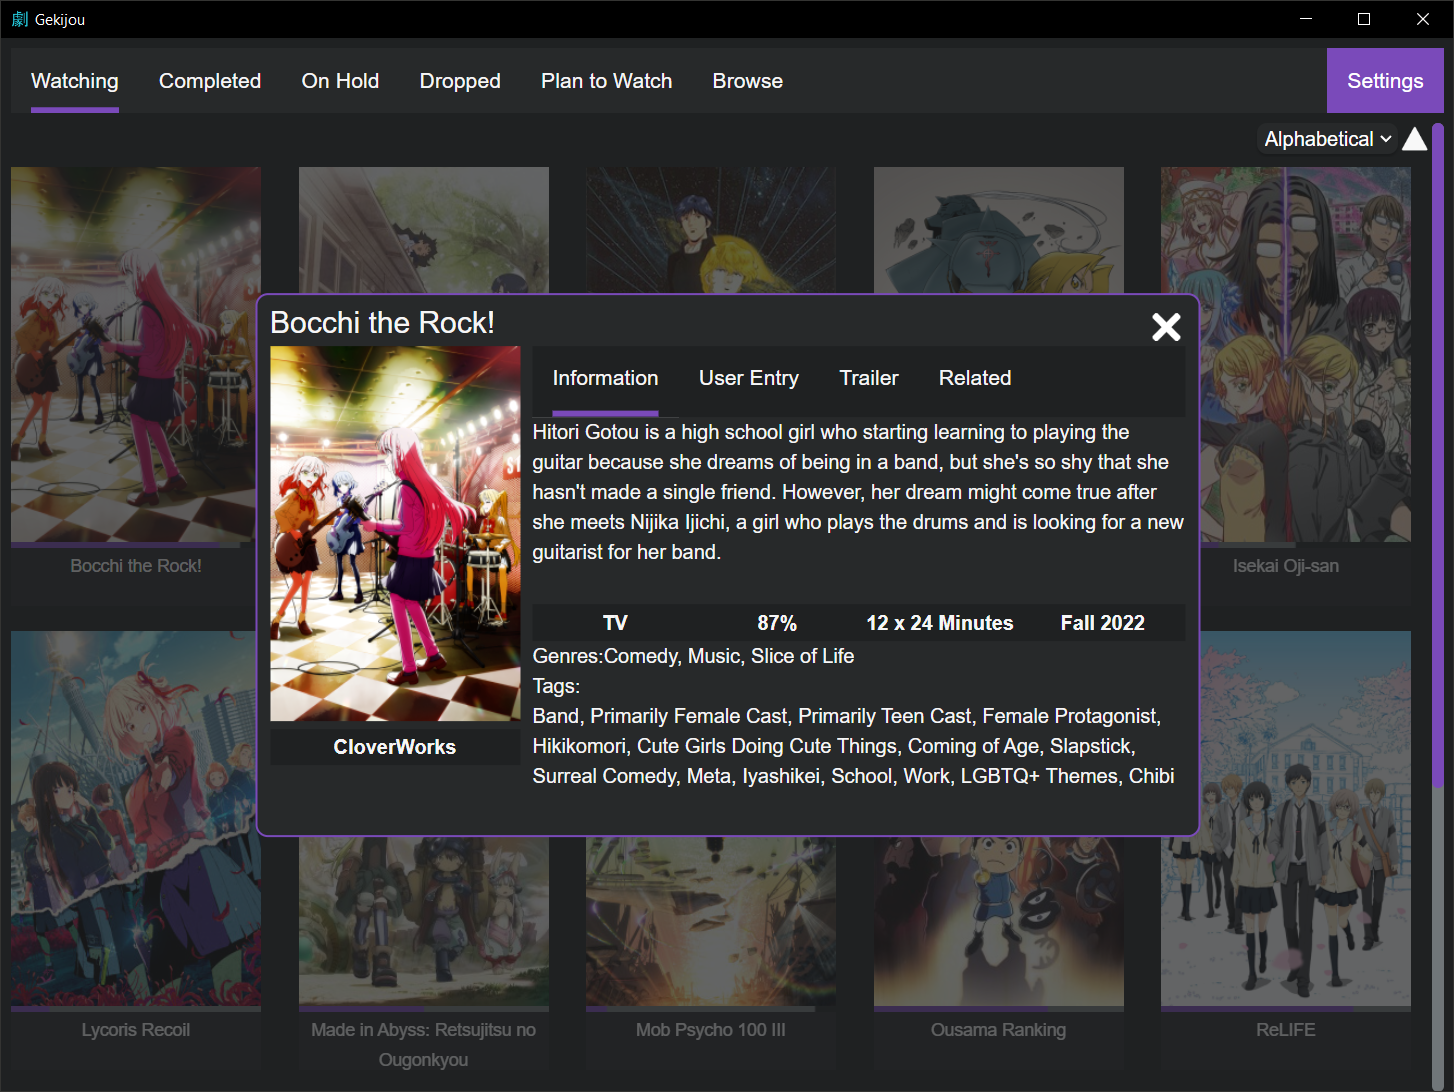 劇 Gekijou
Watching Completed On Hold Dropped Plan to Watch Browse Settings
Alphabetical
Bocchi the Rock!
Information User Entry Trailer Related
Hitori Gotou is a high school girl who starting learning to playing the
guitar because she dreams of being in a band, but she's so shy that she
hasn't made a single friend. However, her dream might come true after
she meets Nijika Ijichi, a girl who plays the drums and is looking for a new
guitarist for her band.
TV 87% 12 x 24 Minutes Fall 2022
Genres:Comedy, Music, Slice of Life
Tags:
Band, Primarily Female Cast, Primarily Teen Cast, Female Protagonist,
Hikikomori, Cute Girls Doing Cute Things, Coming of Age, Slapstick,
Surreal Comedy, Meta, Iyashikei, School, Work, LGBTQ+ Themes, Chibi
CloverWorks
Bocchi the Rock!
Isekai Oji-san
Lycoris Recoil
Made in Abyss: Retsujitsu no
Ougonkyou
Mob Psycho 100 III
Ousama Ranking
ReLIFE